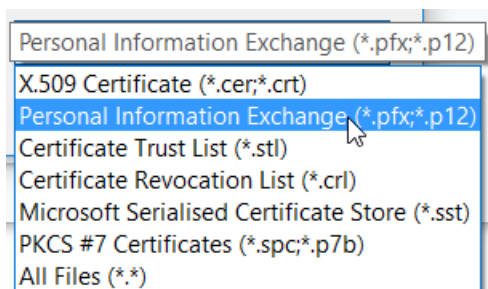 Personal Information Exchange (*.pfx;*.p12)
X.509 Certificate (*.cer;*.crt)
Personal Information Exchange (*.pfx;*.p12)
Certificate Trust List (*.stl)
Certificate Revocation List (*.crl)
Microsoft Serialised Certificate Store (*.sst)
PKCS #7 Certificates (*.spc;*.p7b)
All Files (*.*)